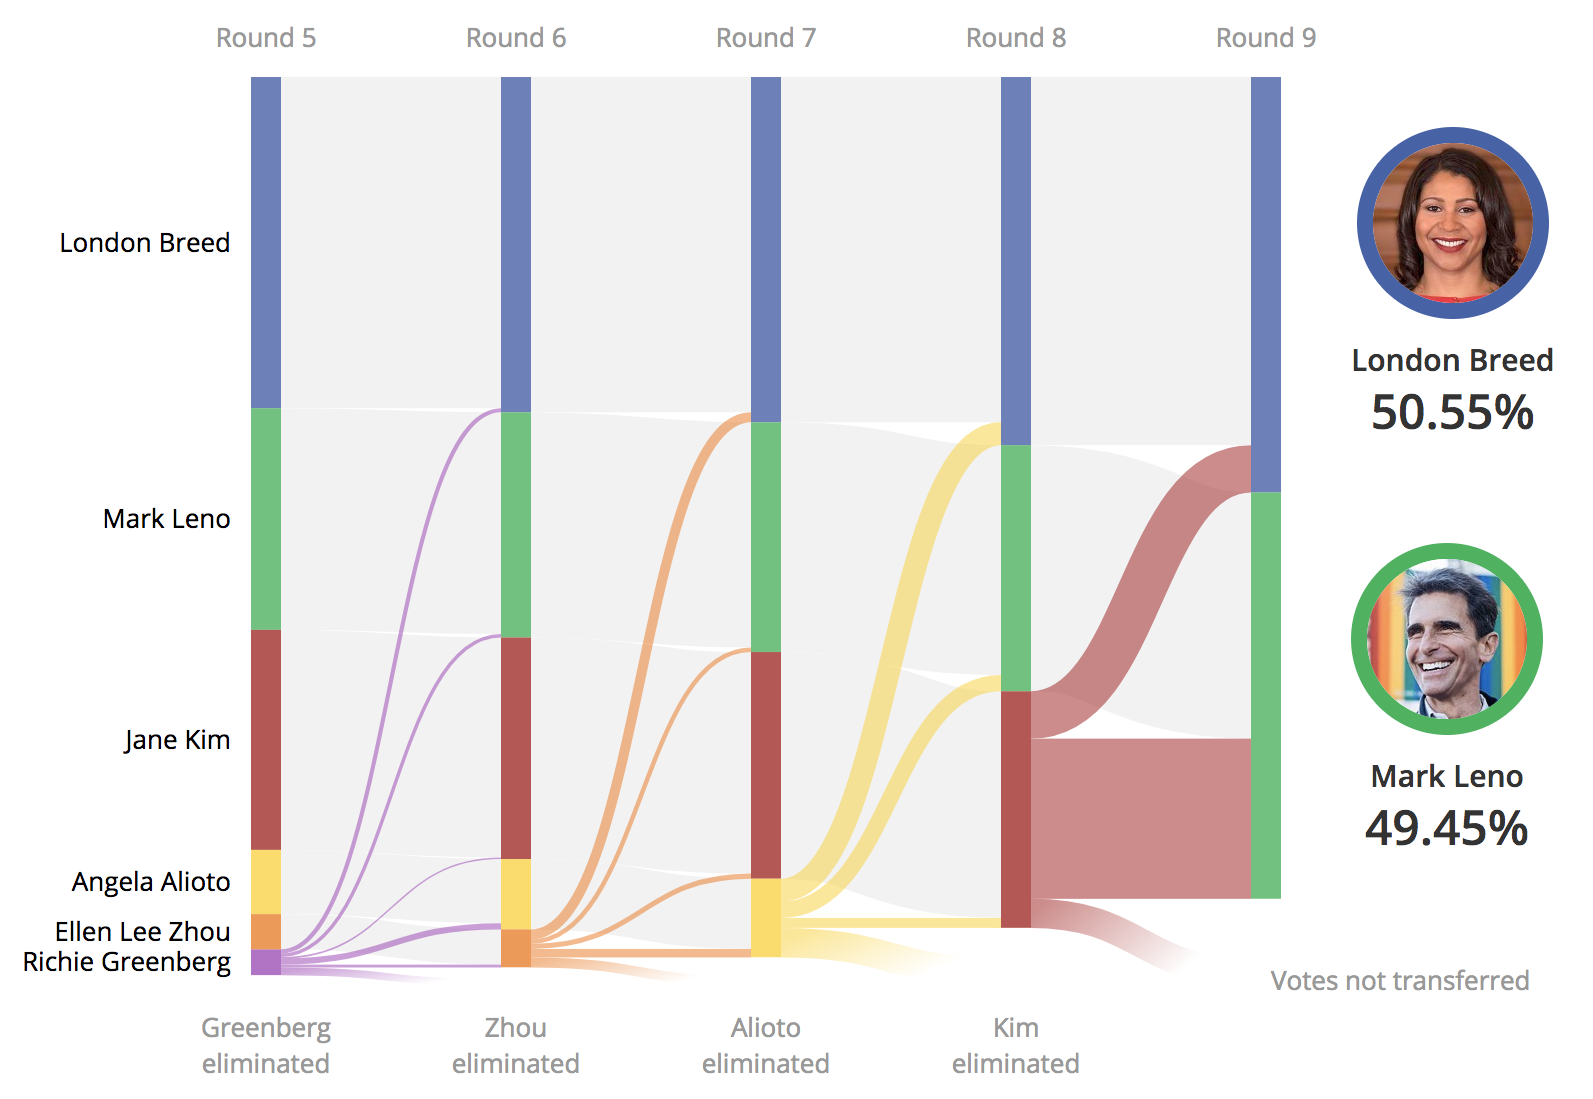 Round 5
Round 6
Round 7
Round 8
Round 9
London Breed
Mark Leno
Jane Kim
Angela Alioto
Ellen Lee Zhou
Richie Greenberg
London Breed
50.55%
Mark Leno
49.45%
Votes not transferred
Greenberg
eliminated
Zhou
eliminated
Alioto
eliminated
Kim
eliminated